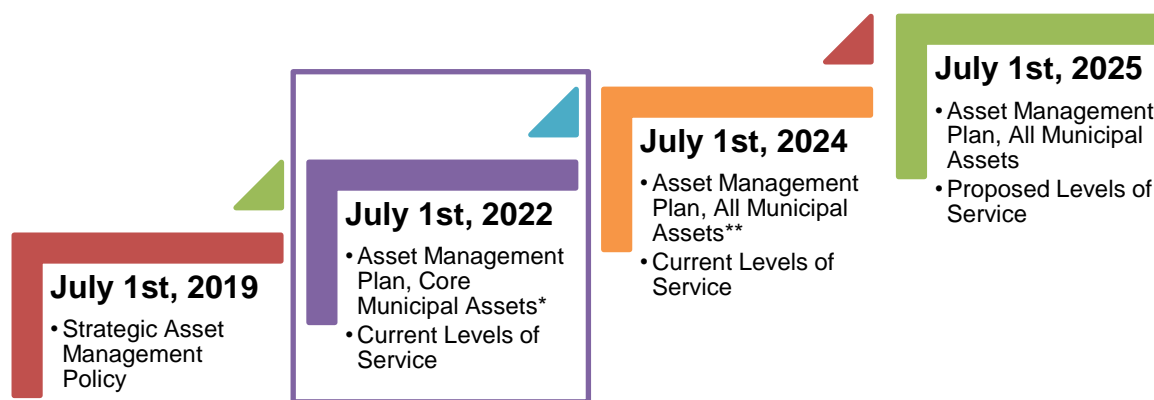 July 1st, 2019
• Strategic Asset
Management
Policy
July 1st, 2022
• Asset Management
Plan, Core
Municipal Assets*
• Current Levels of
Service
July 1st, 2024
• Asset Management
Plan, All Municipal
Assets**
• Current Levels of
Service
July 1st, 2025
• Asset Management
Plan, All Municipal
Assets
• Proposed Levels of
Service